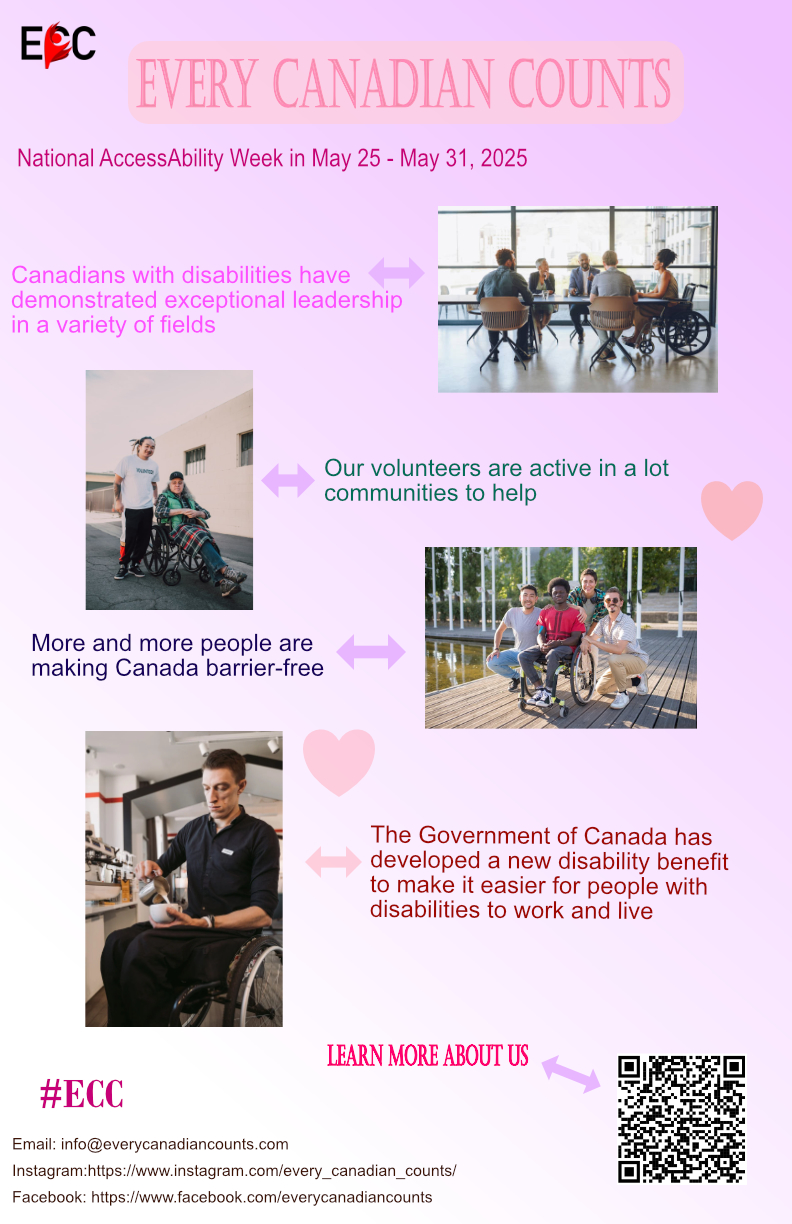 ECC
EVERY CANADIAN COUNTS
National AccessAbility Week in May 25 - May 31, 2025
Canadians with disabilities have
demonstrated exceptional leadership
in a variety of fields
Our volunteers are active in a lot
communities to help
More and more people are
making Canada barrier-free
The Government of Canada has
developed a new disability benefit
to make it easier for people with
disabilities to work and live
LEARN MORE ABOUT US
#ECC
Email: info@everycanadiancounts.com
Instagram:https://www.instagram.com/every_canadian_counts/
Facebook: https://www.facebook.com/everycanadiancounts